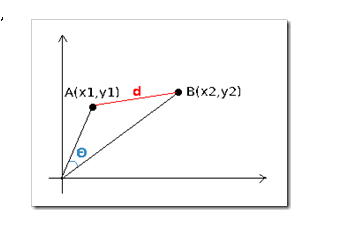 ,
A(x1,y1)
d
B(x2,y2)
Θ